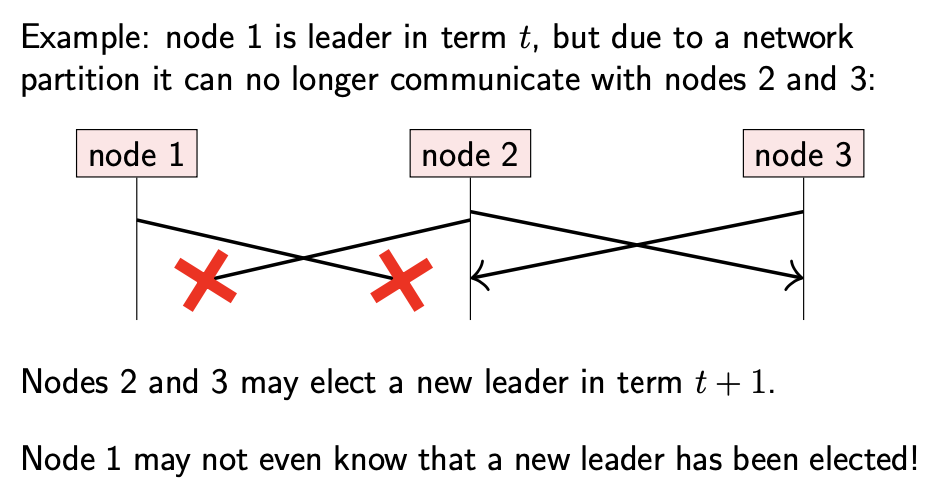 Example: node 1 is leader in term t, but due to a network
partition it can no longer communicate with nodes 2 and 3:
node 1 node 2 node 3
Nodes 2 and 3 may elect a new leader in term t + 1.
Node 1 may not even know that a new leader has been elected!